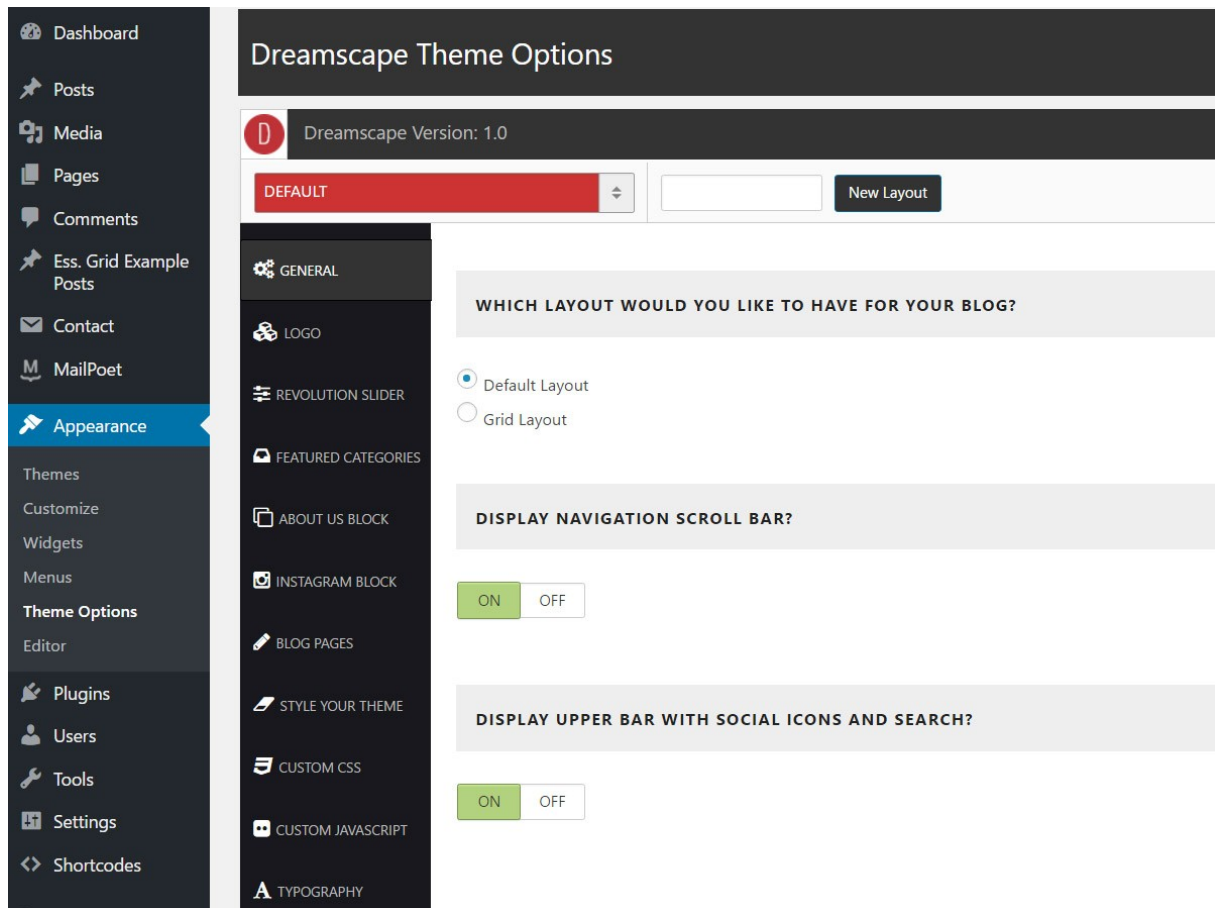 Dashboard
Posts
Media
Pages
Comments
Ess. Grid Example
Posts
Contact
MailPoet
Appearance
Themes
Customize
Widgets
Menus
Theme Options
Editor
Plugins
Users
Tools
Settings
Shortcodes
Dreamscape Theme Options
D
Dreamscape Version: 1.0
DEFAULT
New Layout
GENERAL
LOGO
REVOLUTION SLIDER
FEATURED CATEGORIES
ABOUT US BLOCK
INSTAGRAM BLOCK
BLOG PAGES
STYLE YOUR THEME
CUSTOM CSS
CUSTOM JAVASCRIPT
TYPOGRAPHY
WHICH LAYOUT WOULD YOU LIKE TO HAVE FOR YOUR BLOG?
Default Layout
Grid Layout
DISPLAY NAVIGATION SCROLL BAR?
ON OFF
DISPLAY UPPER BAR WITH SOCIAL ICONS AND SEARCH?
ON OFF